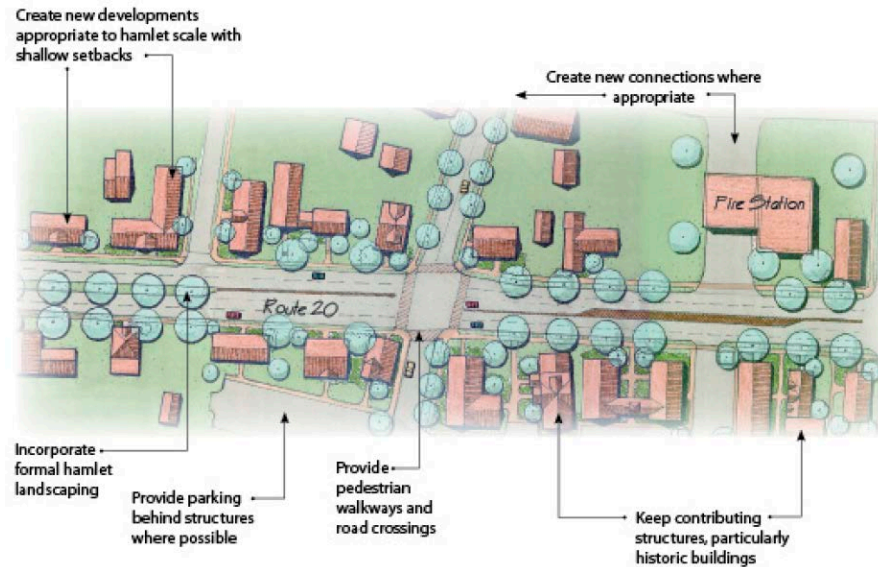 Create new developments
appropriate to hamlet scale with
shallow setbacks
Create new connections where
appropriate
Fire Station
Route 20
Incorporate
formal hamlet
landscaping
Provide parking
behind structures
where possible
Provide
pedestrian
walkways and
road crossings
Keep contributing
structures, particularly
historic buildings